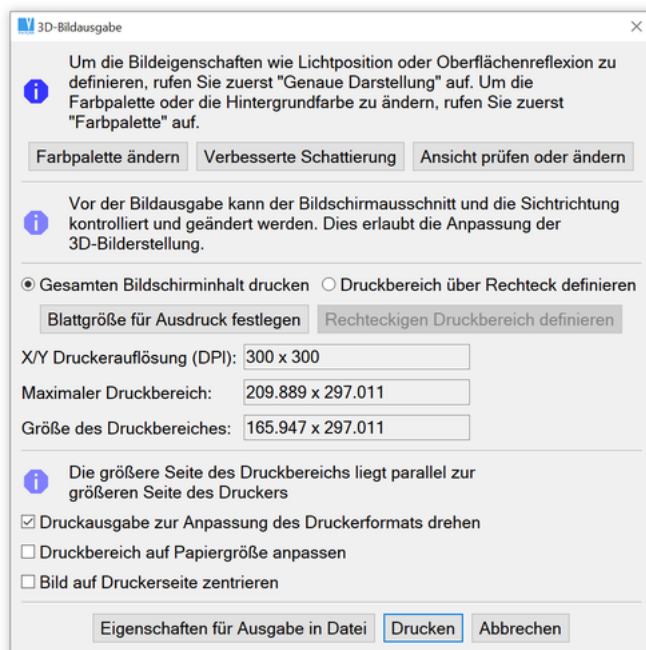 3D-Bildausgabe
Um die Bildeigenschaften wie Lichtposition oder Oberflächenreflexion zu
definieren, rufen Sie zuerst "Genaue Darstellung" auf. Um die
Farbpalette oder die Hintergrundfarbe zu ändern, rufen Sie zuerst
"Farbpalette" auf.
Farbpalette ändern Verbesserte Schattierung Ansicht prüfen oder ändern
Vor der Bildausgabe kann der Bildschirmausschnitt und die Sichtrichtung
kontrolliert und geändert werden. Dies erlaubt die Anpassung der
3D-Bilderstellung.
Gesamten Bildschirminhalt drucken Druckbereich über Rechteck definieren
Blattgröße für Ausdruck festlegen Rechteckigen Druckbereich definieren
X/Y Druckerauflösung (DPI): 300 x 300
Maximaler Druckbereich: 209.889 x 297.011
Größe des Druckbereiches: 165.947 x 297.011
Die größere Seite des Druckbereichs liegt parallel zur
größeren Seite des Druckers
Druckausgabe zur Anpassung des Druckerformats drehen
Druckbereich auf Papiergröße anpassen
Bild auf Druckerseite zentrieren
Eigenschaften für Ausgabe in Datei Drucken Abbrechen